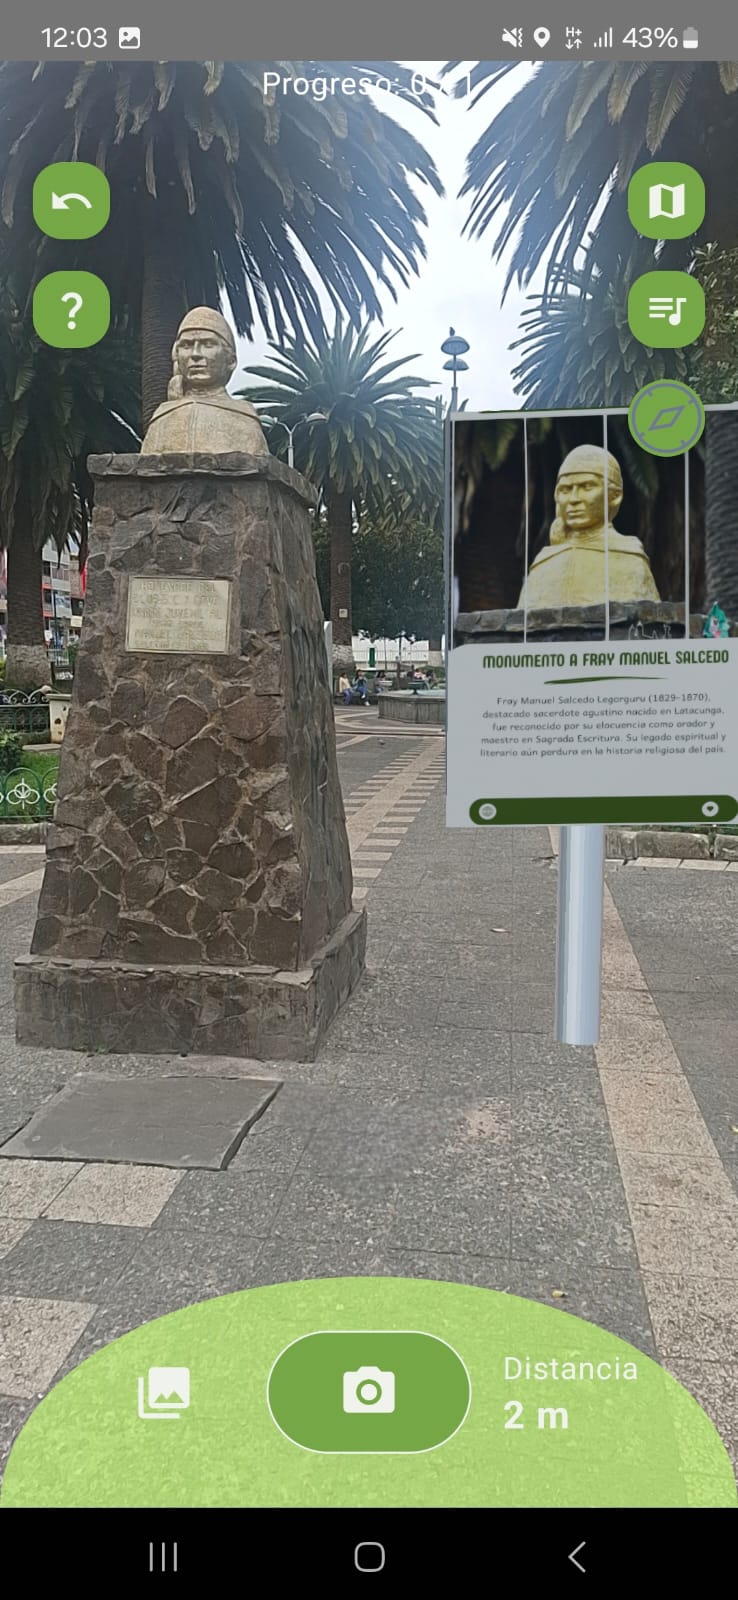 12:03
43%
Progreso: 0 / 1
?
MONUMENTO A FRAY MANUEL SALCEDO
Fray Manuel Salcedo Legorguru (1829-1870),
destacado sacerdote agustino nacido en Latacunga,
fue reconocido por su elocuencia como orador y
maestro en Sagrada Escritura. Su legado espiritual y
literario aún perdura en la historia religiosa del país.
Distancia
2 m